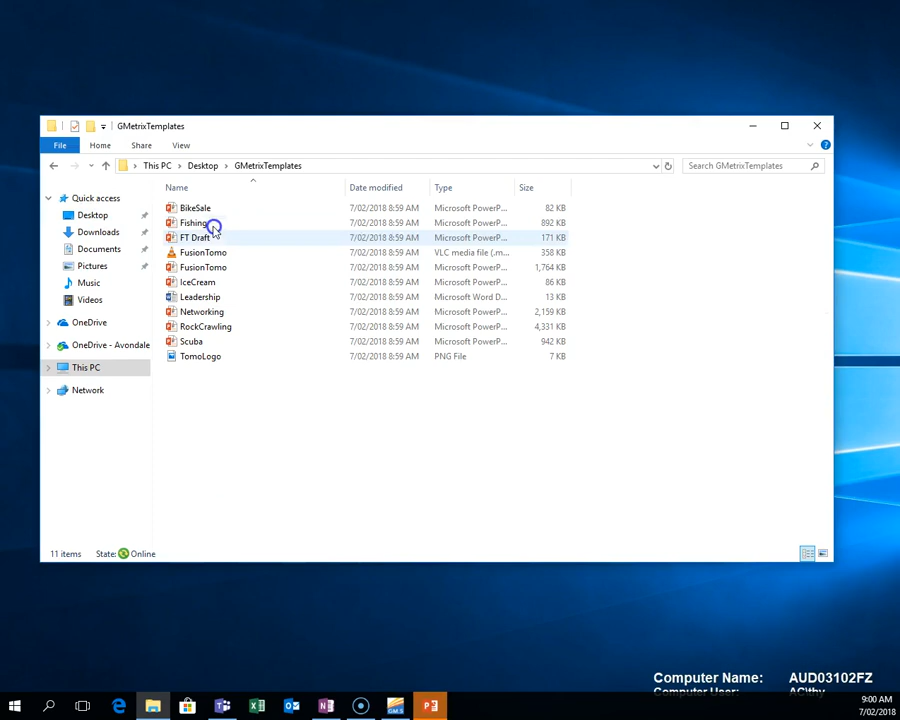 GMetrixTemplates
File Home Share View
This PC Desktop GMetrixTemplates Search GMetrixTemplates
Name Date modified Type Size
Quick access
Desktop
Downloads
Documents
Pictures
Music
Videos
OneDrive
OneDrive - Avondale
This PC
Network
BikeSale 7/02/2018 8:59 AM Microsoft PowerP... 82 KB
Fishing 7/02/2018 8:59 AM Microsoft PowerP... 892 KB
FT Draft 7/02/2018 8:59 AM Microsoft PowerP... 171 KB
FusionTomo 7/02/2018 8:59 AM VLC media file (.m... 358 KB
FusionTomo 7/02/2018 8:59 AM Microsoft PowerP... 1,764 KB
IceCream 7/02/2018 8:59 AM Microsoft PowerP... 86 KB
Leadership 7/02/2018 8:59 AM Microsoft Word D... 13 KB
Networking 7/02/2018 8:59 AM Microsoft PowerP... 2,159 KB
RockCrawling 7/02/2018 8:59 AM Microsoft PowerP... 4,331 KB
Scuba 7/02/2018 8:59 AM Microsoft PowerP... 942 KB
TomoLogo 7/02/2018 8:59 AM PNG File 7 KB
11 items State: Online
Computer Name: AUD03102FZ
Computer User:
9:00 AM
7/02/2018